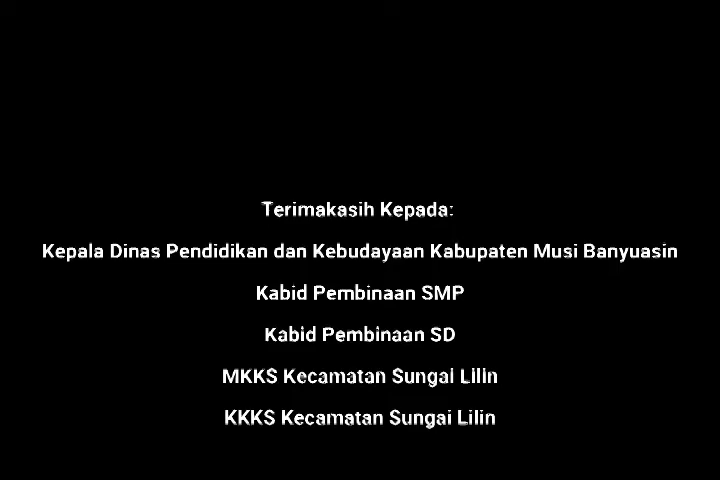 Terimakasih Kepada:
Kepala Dinas Pendidikan dan Kebudayaan Kabupaten Musi Banyuasin
Kabid Pembinaan SMP
Kabid Pembinaan SD
MKKS Kecamatan Sungai Lilin
KKKS Kecamatan Sungai Lilin